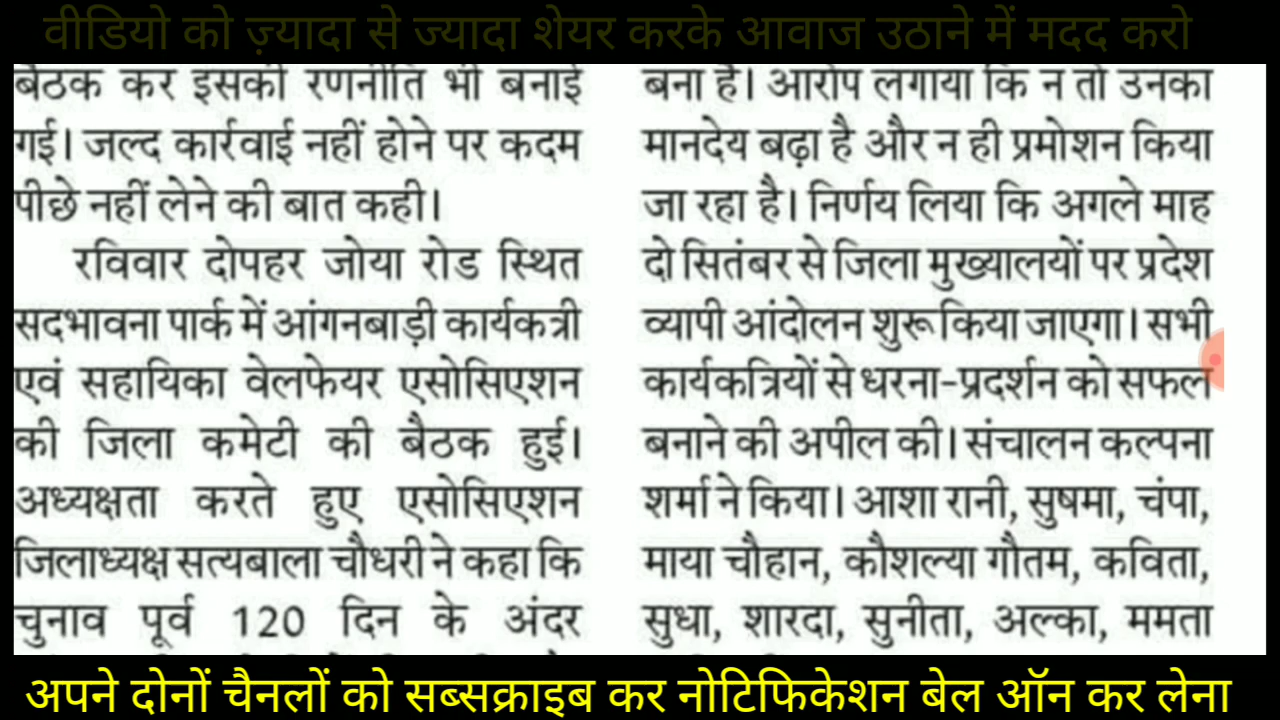 वीडियो को ज़्यादा से ज्यादा शेयर करके आवाज उठाने में मदद करो
बैठक कर इसकी रणनीति भी बनाई
गई। जल्द कार्रवाई नहीं होने पर कदम
पीछे नहीं लेने की बात कही।
रविवार दोपहर जोया रोड स्थित
सदभावना पार्क में आंगनबाड़ी कार्यकत्री
एवं सहायिका वेलफेयर एसोसिएशन
की जिला कमेटी की बैठक हुई।
अध्यक्षता करते हुए एसोसिएशन
जिलाध्यक्ष सत्यबाला चौधरी ने कहा कि
चुनाव पूर्व 120 दिन के अंदर
बना है। आरोप लगाया कि न तो उनका
मानदेय बढ़ा है और न ही प्रमोशन किया
जा रहा है। निर्णय लिया कि अगले माह
दो सितंबर से जिला मुख्यालयों पर प्रदेश
व्यापी आंदोलन शुरू किया जाएगा। सभी
कार्यकत्रियों से धरना-प्रदर्शन को सफल
बनाने की अपील की। संचालन कल्पना
शर्मा ने किया। आशा रानी, सुषमा, चंपा,
माया चौहान, कौशल्या गौतम, कविता,
सुधा, शारदा, सुनीता, अल्का, ममता
अपने दोनों चैनलों को सब्सक्राइब कर नोटिफिकेशन बेल ऑन कर लेना